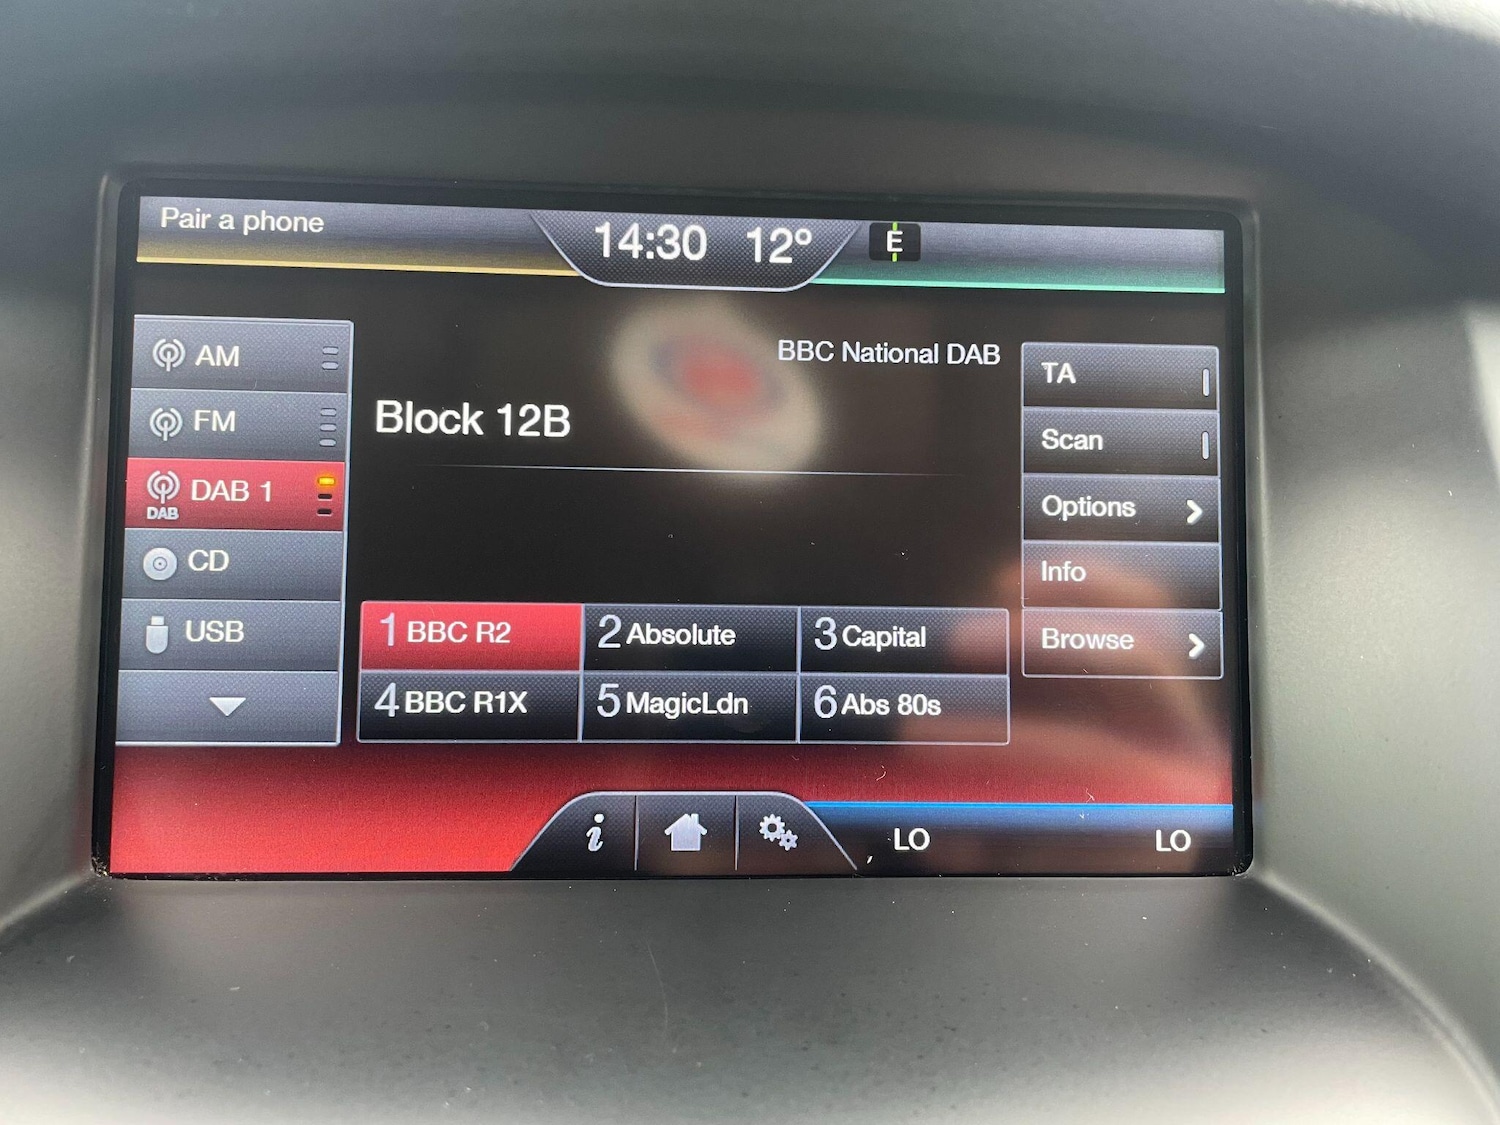 Pair a phone
14:30 12° E
BBC National DAB
Block 12B
AM
FM
DAB 1
DAB
CD
USB
TA
Scan
Options
Info
Browse
1 BBC R2
2 Absolute
3 Capital
4 BBC R1X
5 MagicLdn
6 Abs 80s
i
LO
LO